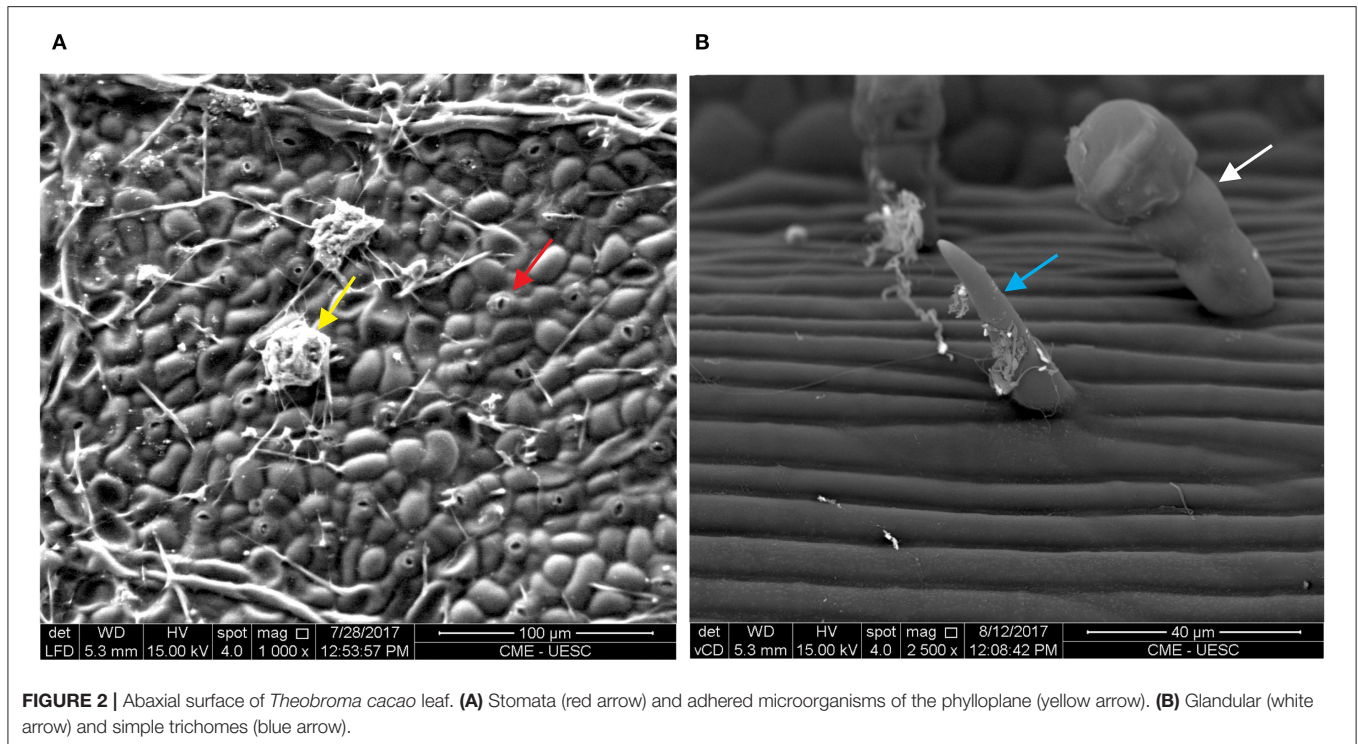 A
B
det WD HV spot mag □ 7/28/2017 100 µm
LFD 5.3 mm 15.00 kV 4.0 1 000 x 12:53:57 PM CME - UESC
det WD HV spot mag □ 8/12/2017 40 µm
vCD 5.3 mm 15.00 kV 4.0 2 500 x 12:08:42 PM CME - UESC
FIGURE 2 | Abaxial surface of Theobroma cacao leaf. (A) Stomata (red arrow) and adhered microorganisms of the phylloplane (yellow arrow). (B) Glandular (white
arrow) and simple trichomes (blue arrow).